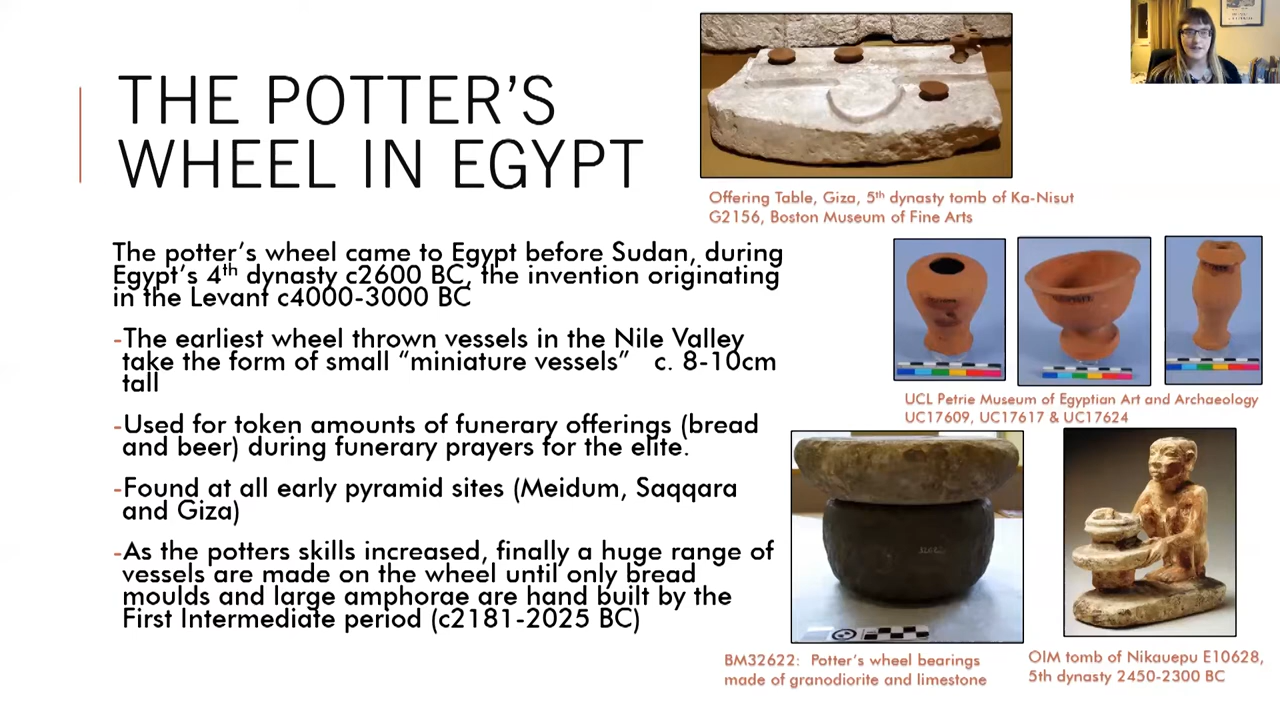 THE POTTER'S
WHEEL IN EGYPT
The potter's wheel came to Egypt before Sudan, during
Egypt's 4th dynasty c2600 BC, the invention originating
in the Levant c4000-3000 BC
-The earliest wheel thrown vessels in the Nile Valley
take the form of small "miniature vessels" c. 8-10cm
tall
-Used for token amounts of funerary offerings (bread
and beer) during funerary prayers for the elite.
-Found at all early pyramid sites (Meidum, Saqqara
and Giza)
-As the potters skills increased, finally a huge range of
vessels are made on the wheel until only bread
moulds and large amphorae are hand built by the
First Intermediate period (c2181-2025 BC)
Offering Table, Giza, 5th dynasty tomb of Ka-Nisut
G2156, Boston Museum of Fine Arts
UCL Petrie Museum of Egyptian Art and Archaeology
UC17609, UC17617 & UC17624
BM32622: Potter's wheel bearings
made of granodiorite and limestone
OIM tomb of Nikauepu E10628,
5th dynasty 2450-2300 BC